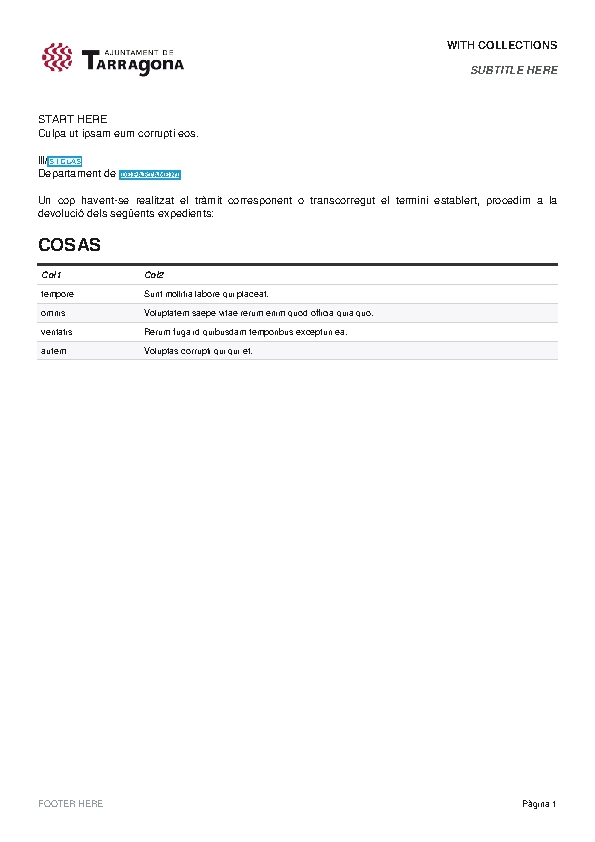 AJUNTAMENT DE
TARRAGONA
WITH COLLECTIONS
SUBTITLE HERE
START HERE
Culpa ut ipsam eum corrupti eos.
III/SIGLAS
Departament de DEPARTAMENT
Un cop havent-se realitzat el tràmit corresponent o transcorregut el termini establert, procedim a la
devolució dels següents expedients:
COSAS
Col1 Col2
tempore Sunt mollitia labore qui placeat.
omnis Voluptatem saepe vitae rerum enim quod officia quia quo.
veritatis Rerum fuga id quibusdam temporibus excepturi ea.
autem Voluptas corrupti qui qui et.
FOOTER HERE
Pàgina 1